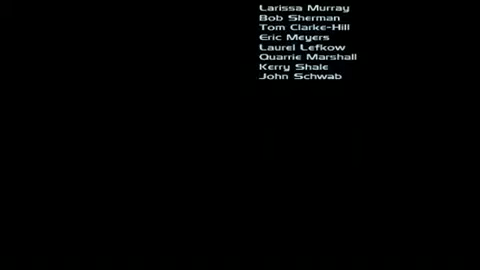 Larissa Murray
Bob Sherman
Tom Clarke-Hill
Eric Meyers
Laurel Lefkow
Quarrie Marshall
Kerry Shale
John Schwab